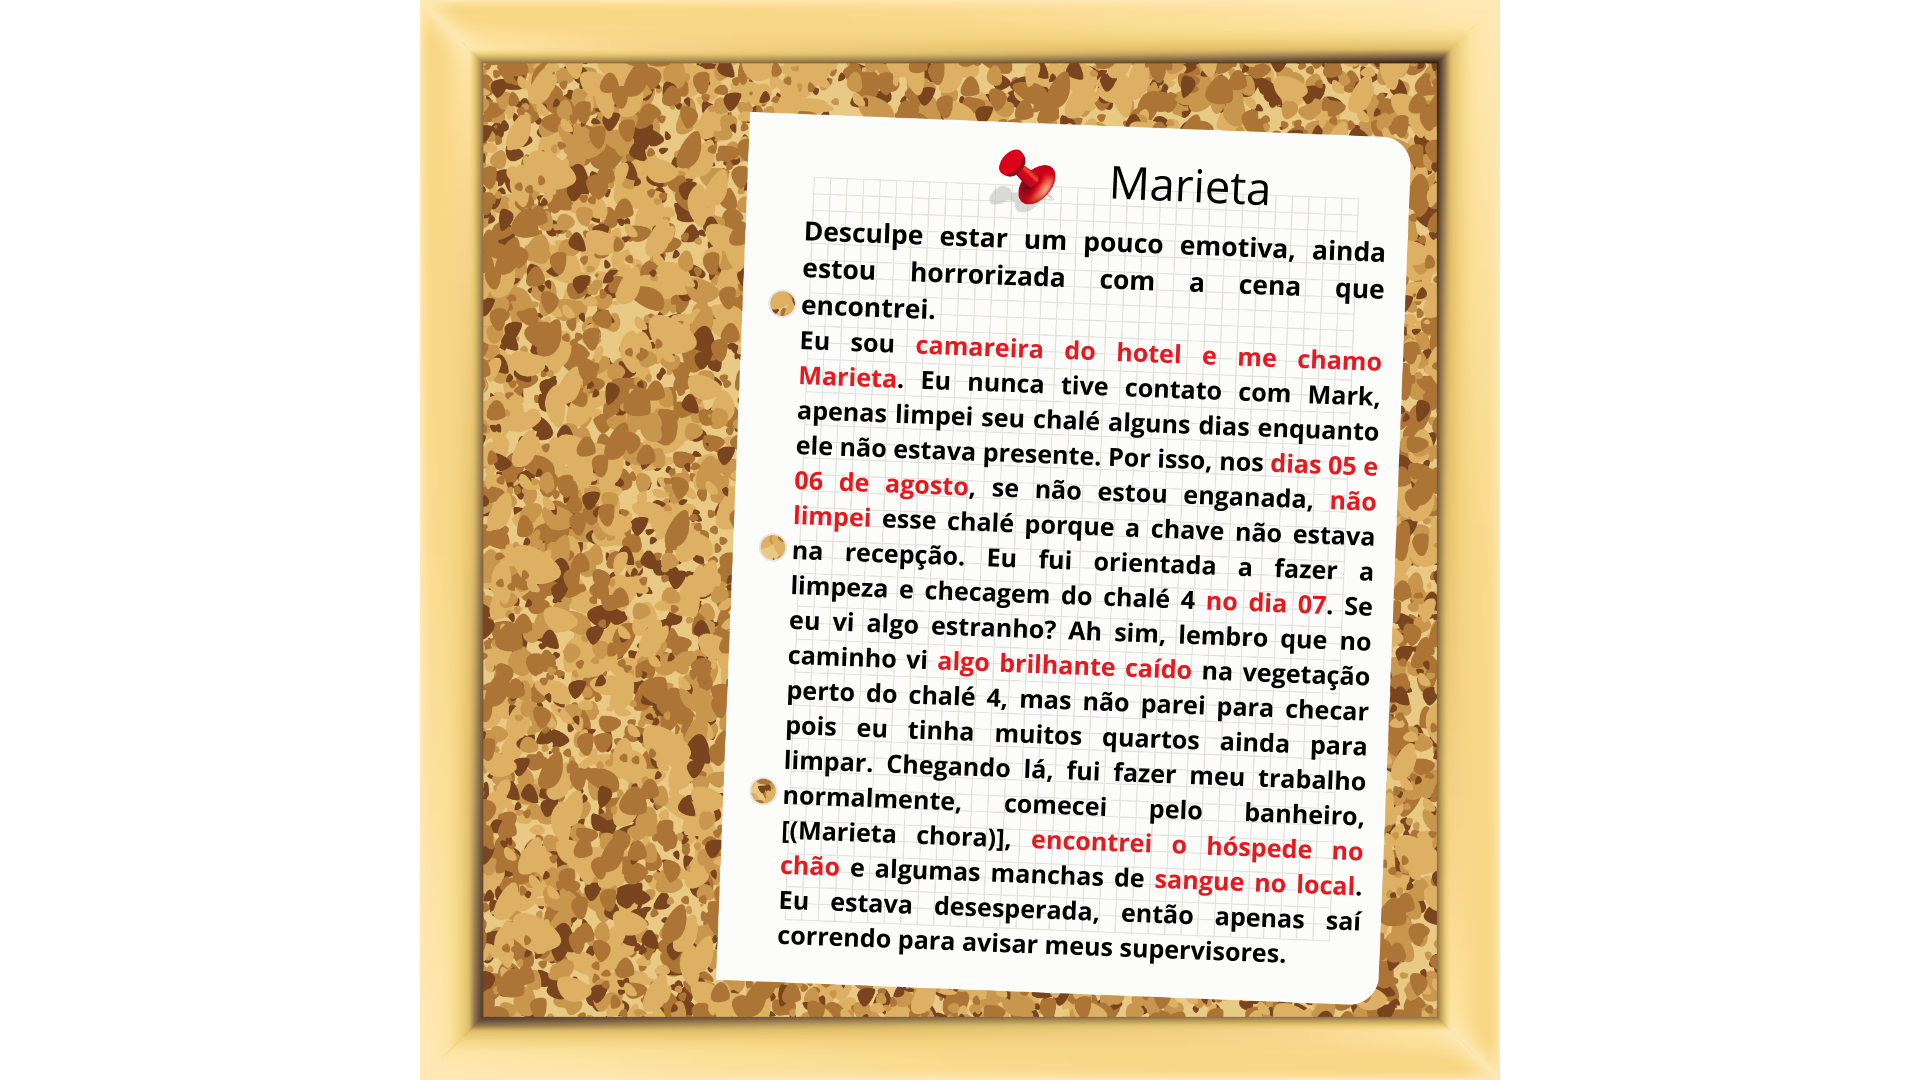 Marieta
Desculpe estar um pouco emotiva, ainda
estou horrorizada com a cena que
encontrei.
Eu sou camareira do hotel e me chamo
Marieta. Eu nunca tive contato com Mark,
apenas limpei seu chalé alguns dias enquanto
ele não estava presente. Por isso, nos dias 05 e
06 de agosto, se não estou enganada, não
limpei esse chalé porque a chave não estava
na recepção. Eu fui orientada a fazer a
limpeza e checagem do chalé 4 no dia 07. Se
eu vi algo estranho? Ah sim, lembro que no
caminho vi algo brilhante caído na vegetação
perto do chalé 4, mas não parei para checar
pois eu tinha muitos quartos ainda para
limpar. Chegando lá, fui fazer meu trabalho
normalmente, comecei pelo banheiro,
[(Marieta chora)], encontrei o hóspede no
chão e algumas manchas de sangue no local.
Eu estava desesperada, então apenas saí
correndo para avisar meus supervisores.